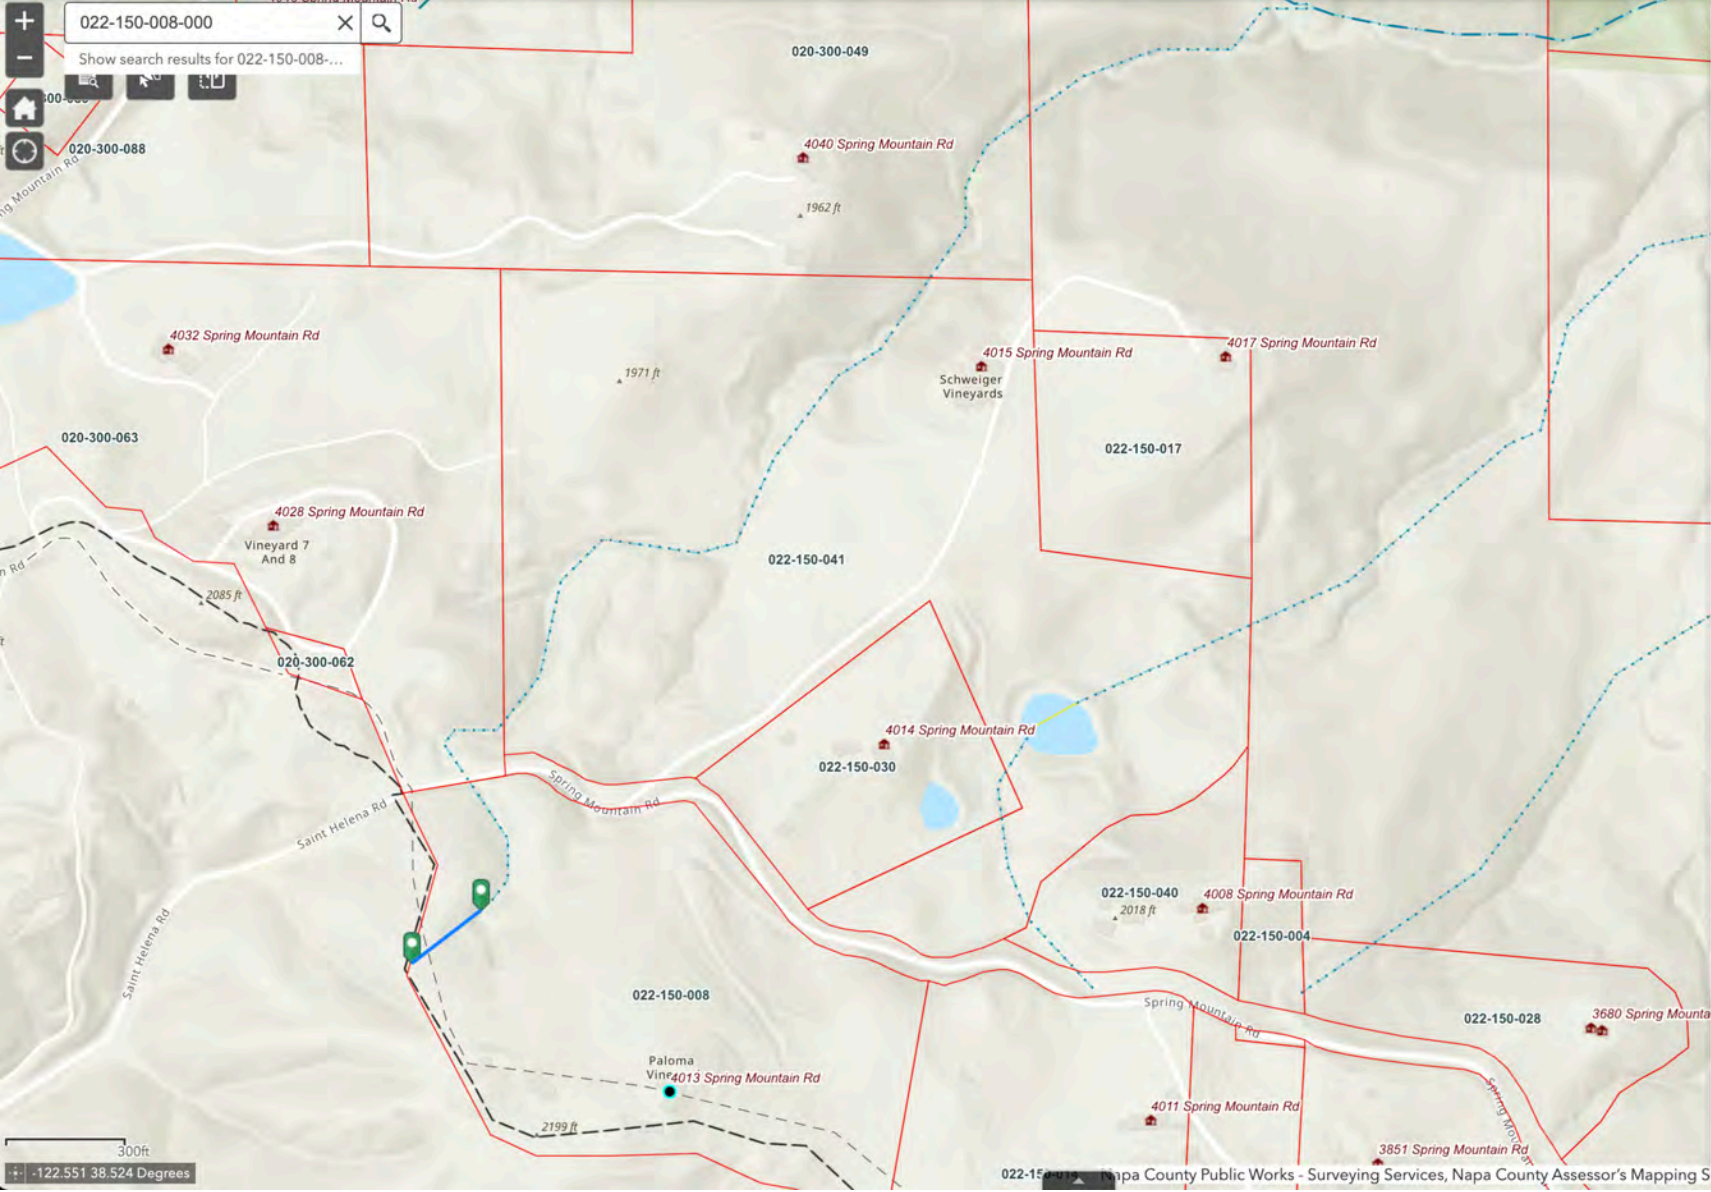 022-150-008-000
Show search results for 022-150-008-...
020-300-049
020-300-088
4040 Spring Mountain Rd
1962 ft
4032 Spring Mountain Rd
4015 Spring Mountain Rd
4017 Spring Mountain Rd
1971 ft
Schweiger
Vineyards
020-300-063
022-150-017
4028 Spring Mountain Rd
Vineyard 7
And 8
022-150-041
2085 ft
020-300-062
4014 Spring Mountain Rd
022-150-030
Spring Mountain Rd
Saint Helena Rd
022-150-040
4008 Spring Mountain Rd
2018 ft
022-150-004
Saint Helena Rd
022-150-008
Spring Mountain Rd
022-150-028
3680 Spring Mounta
Paloma
Vine
4013 Spring Mountain Rd
4011 Spring Mountain Rd
2199 ft
300ft
3851 Spring Mountain Rd
-122.551 38.524 Degrees
Napa County Public Works - Surveying Services, Napa County Assessor's Mapping S